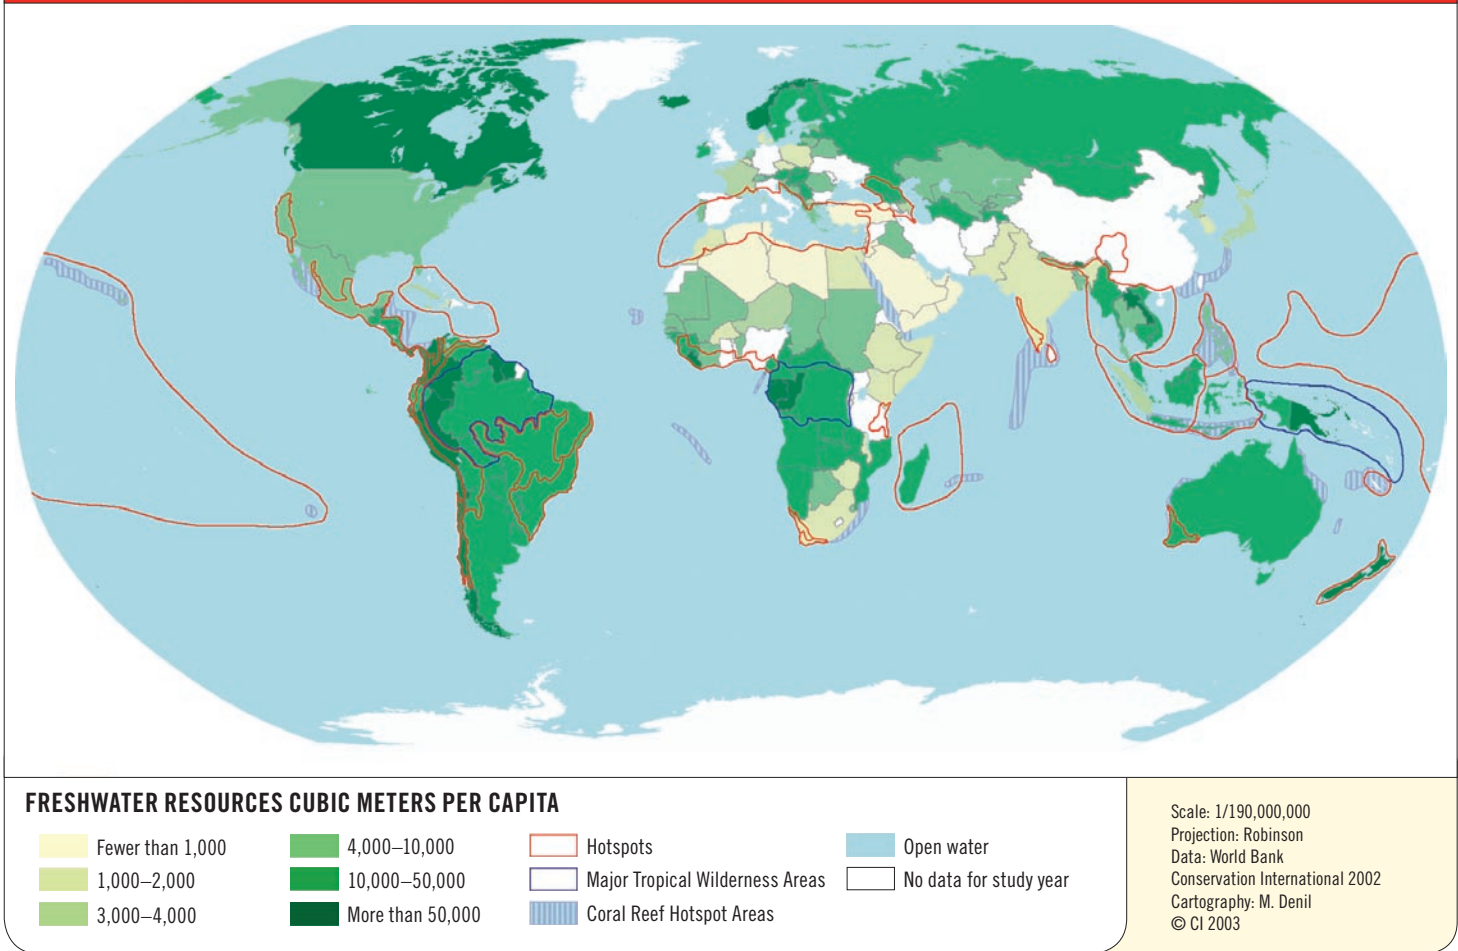 FRESHWATER RESOURCES CUBIC METERS PER CAPITA
Fewer than 1,000
1,000–2,000
3,000–4,000
4,000–10,000
10,000–50,000
More than 50,000
Hotspots
Major Tropical Wilderness Areas
Coral Reef Hotspot Areas
Open water
No data for study year
Scale: 1/190,000,000
Projection: Robinson
Data: World Bank
Conservation International 2002
Cartography: M. Denil
© CI 2003